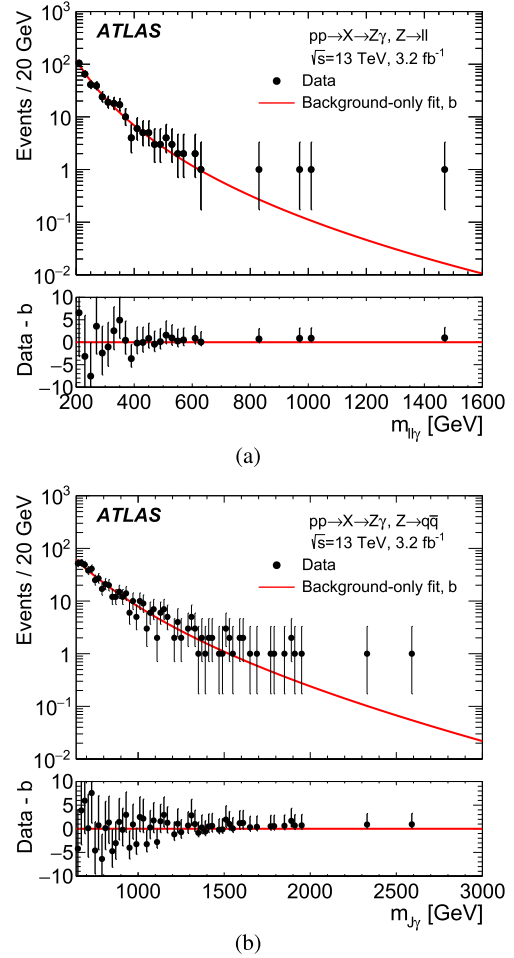 10³
ATLAS
pp→X→Zγ, Z→ll
√s=13 TeV, 3.2 fb⁻¹
Data
Background-only fit, b
Events / 20 GeV
10²
10
1
10⁻¹
10⁻²
Data - b
10
5
0
−5
−10
200 400 600 800 1000 1200 1400 1600
m_llγ [GeV]
(a)
10³
ATLAS
pp→X→Zγ, Z→qq̄
√s=13 TeV, 3.2 fb⁻¹
Data
Background-only fit, b
Events / 20 GeV
10²
10
1
10⁻¹
10⁻²
Data - b
10
5
0
−5
−10
1000 1500 2000 2500 3000
m_Jγ [GeV]
(b)